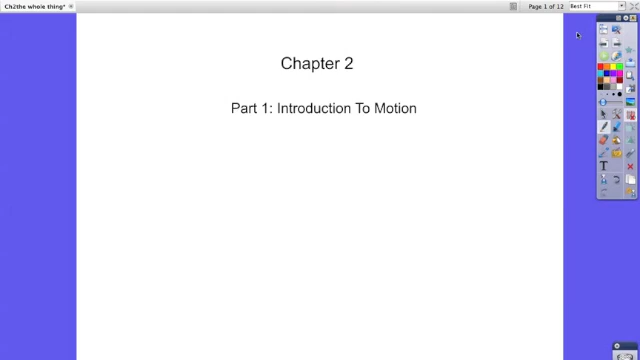 Ch2the whole thing* Page 1 of 12 Best Fit
Chapter 2
Part 1: Introduction To Motion
T